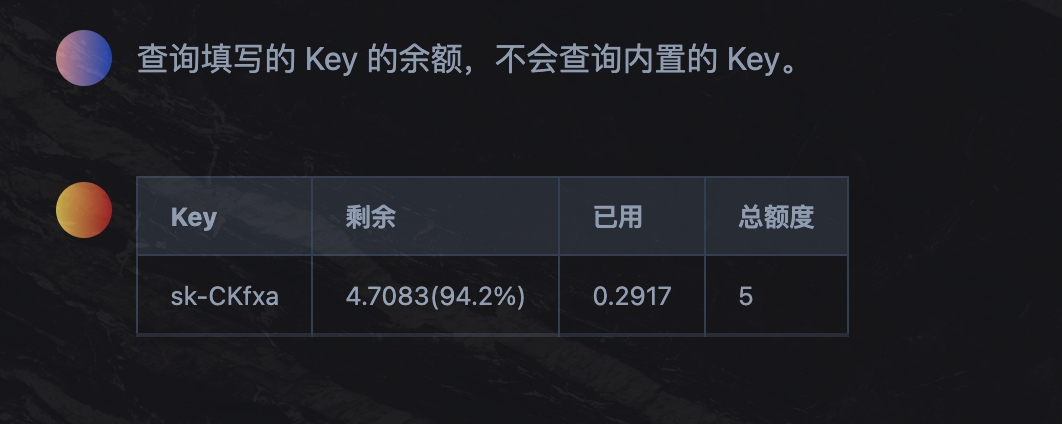 查询填写的 Key 的余额，不会查询内置的 Key。
Key 剩余 已用 总额度
sk-CKfxa 4.7083(94.2%) 0.2917 5